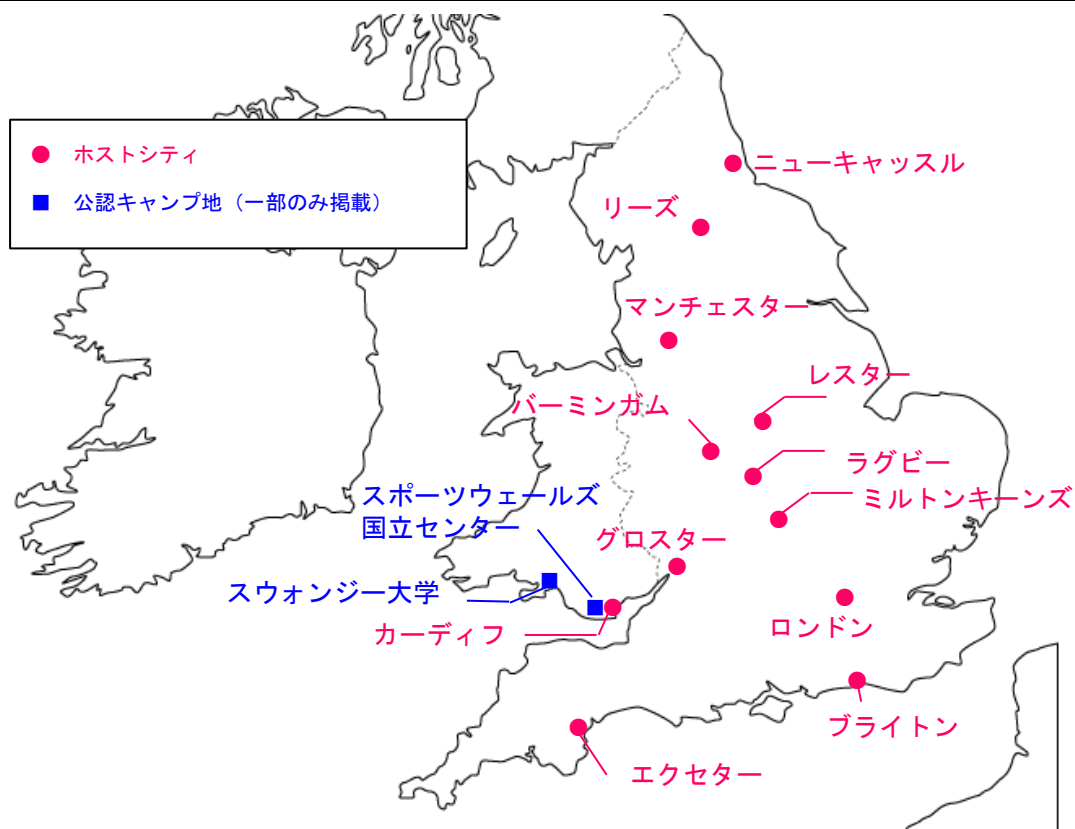 ホストシティ
公認キャンプ地（一部のみ掲載）
ニューキャッスル
リーズ
マンチェスター
レスター
バーミンガム
ラグビー
スポーツウェールズ
国立センター
ミルトンキーンズ
グロスター
スウォンジー大学
カーディフ
ロンドン
ブライトン
エクセター